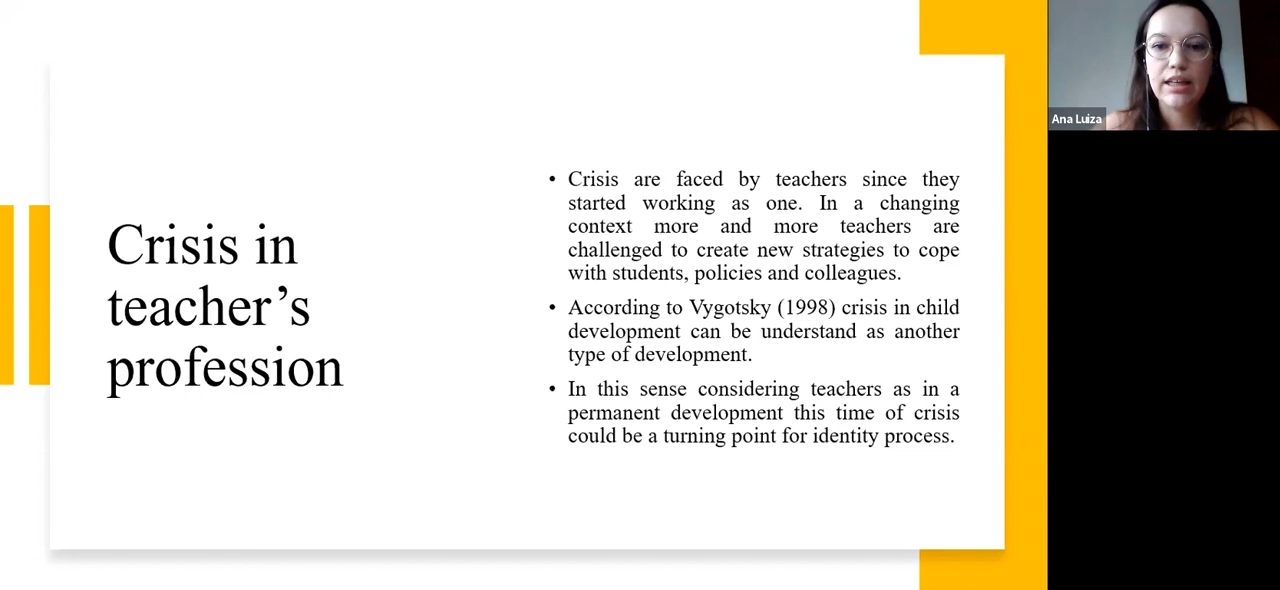 Crisis in
teacher’s
profession
• Crisis are faced by teachers since they
started working as one. In a changing
context more and more teachers are
challenged to create new strategies to cope
with students, policies and colleagues.
• According to Vygotsky (1998) crisis in child
development can be understand as another
type of development.
• In this sense considering teachers as in a
permanent development this time of crisis
could be a turning point for identity process.
Ana Luiza